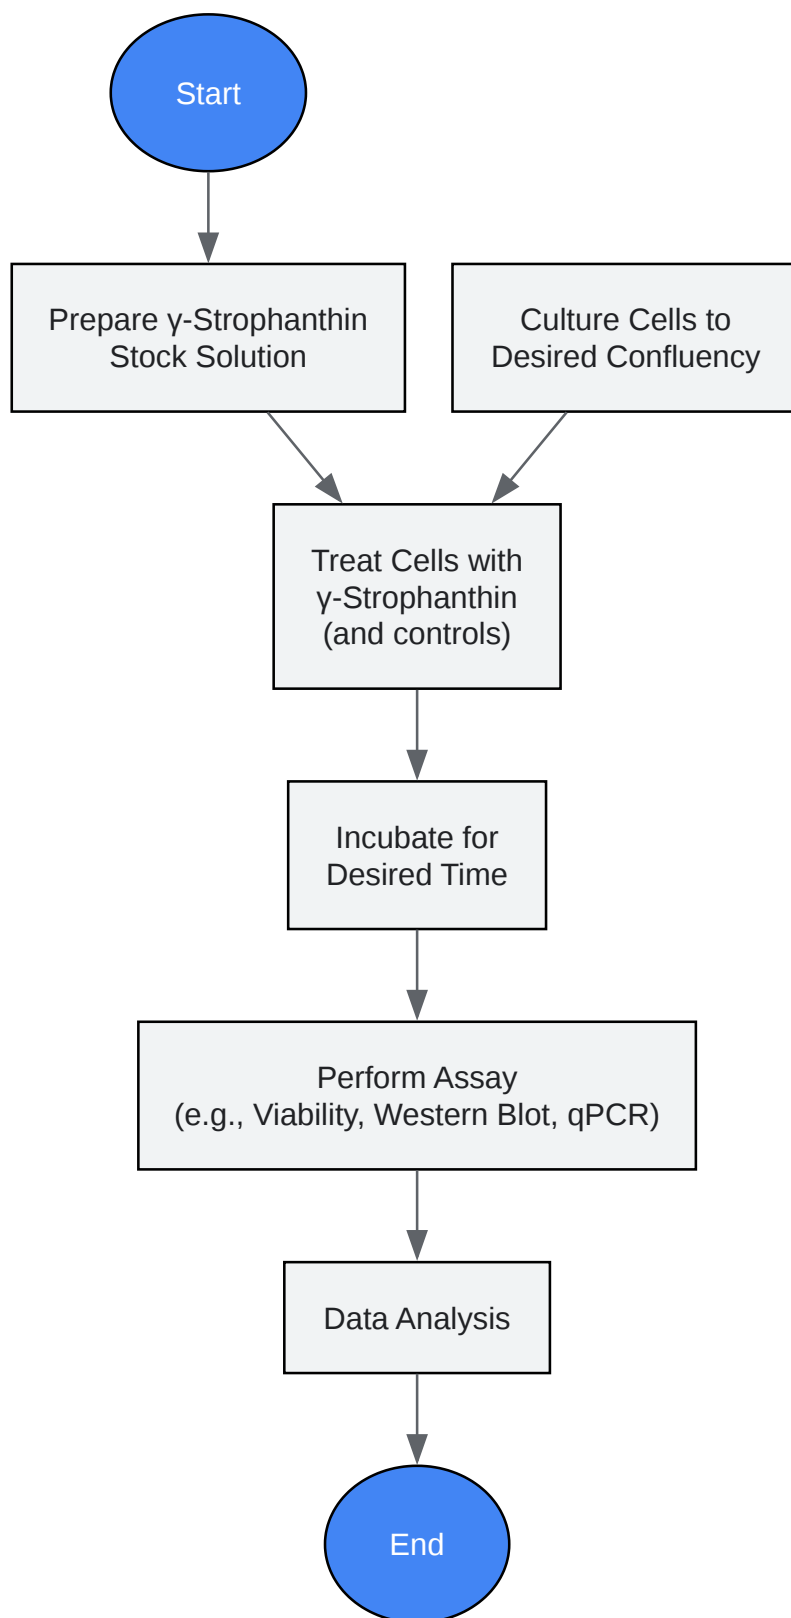 Start
Prepare γ-Strophanthin
Stock Solution
Culture Cells to
Desired Confluency
Treat Cells with
γ-Strophanthin
(and controls)
Incubate for
Desired Time
Perform Assay
(e.g., Viability, Western Blot, qPCR)
Data Analysis
End